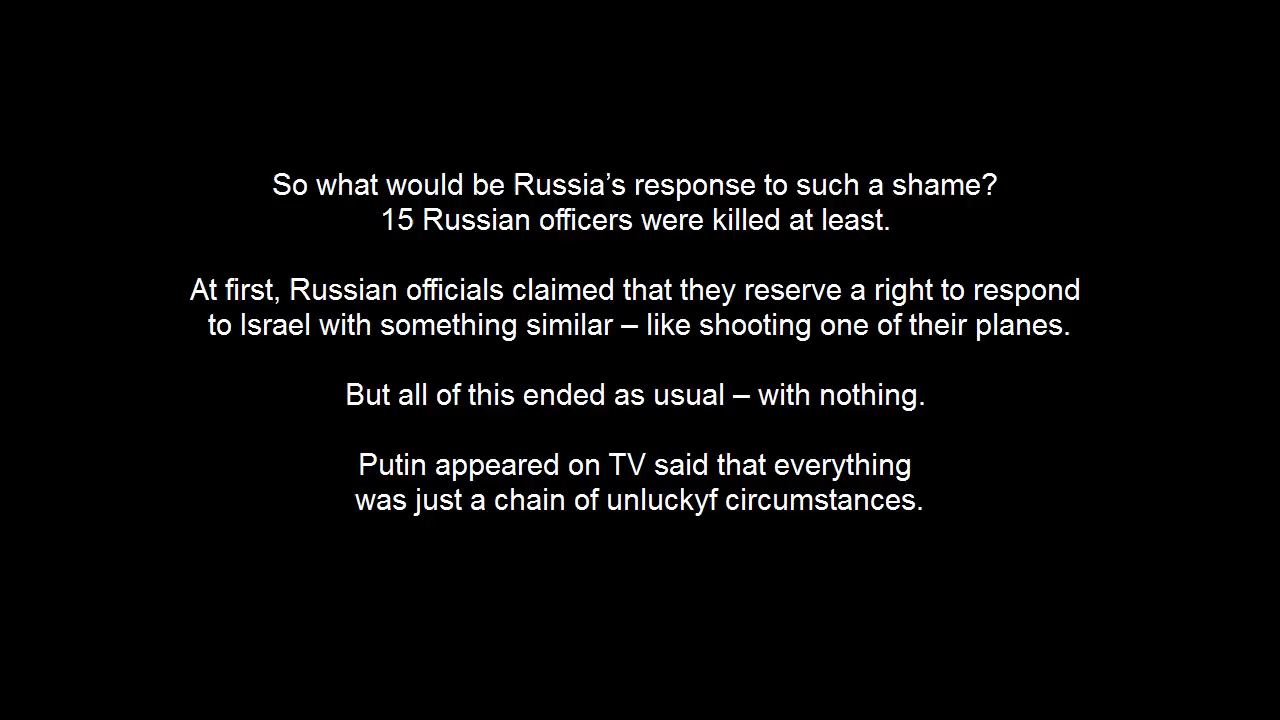 So what would be Russia’s response to such a shame?
15 Russian officers were killed at least.
At first, Russian officials claimed that they reserve a right to respond
to Israel with something similar – like shooting one of their planes.
But all of this ended as usual – with nothing.
Putin appeared on TV said that everything
was just a chain of unluckyf circumstances.